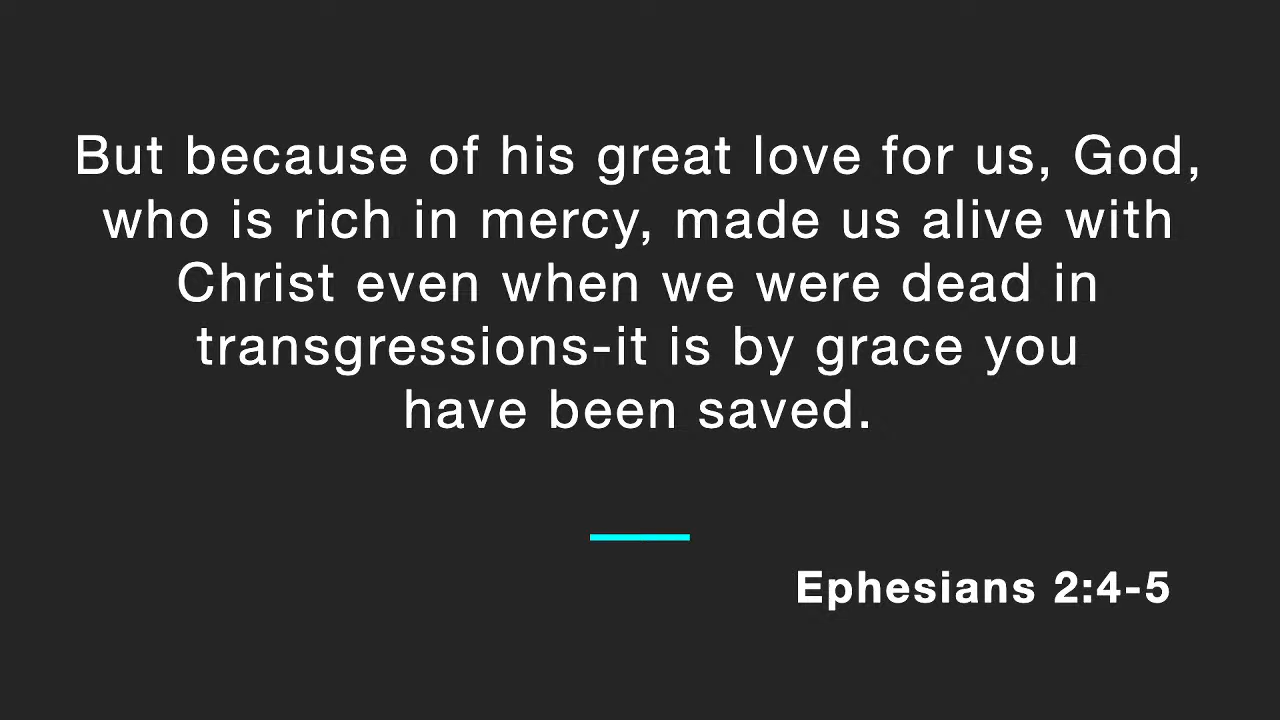 But because of his great love for us, God,
who is rich in mercy, made us alive with
Christ even when we were dead in
transgressions-it is by grace you
have been saved.
Ephesians 2:4-5